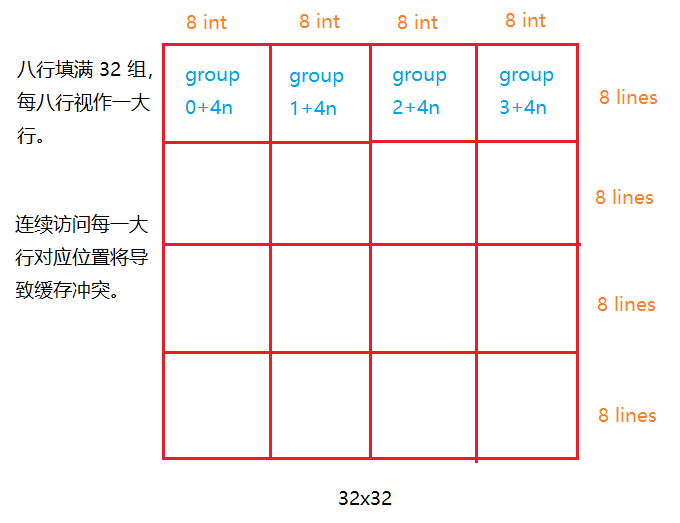 8 int 8 int 8 int 8 int
八行填满 32 组，
每八行视作一大
行。
group group group group
0+4n 1+4n 2+4n 3+4n
8 lines
连续访问每一大
行对应位置将导
致缓存冲突。
8 lines
8 lines
8 lines
32x32